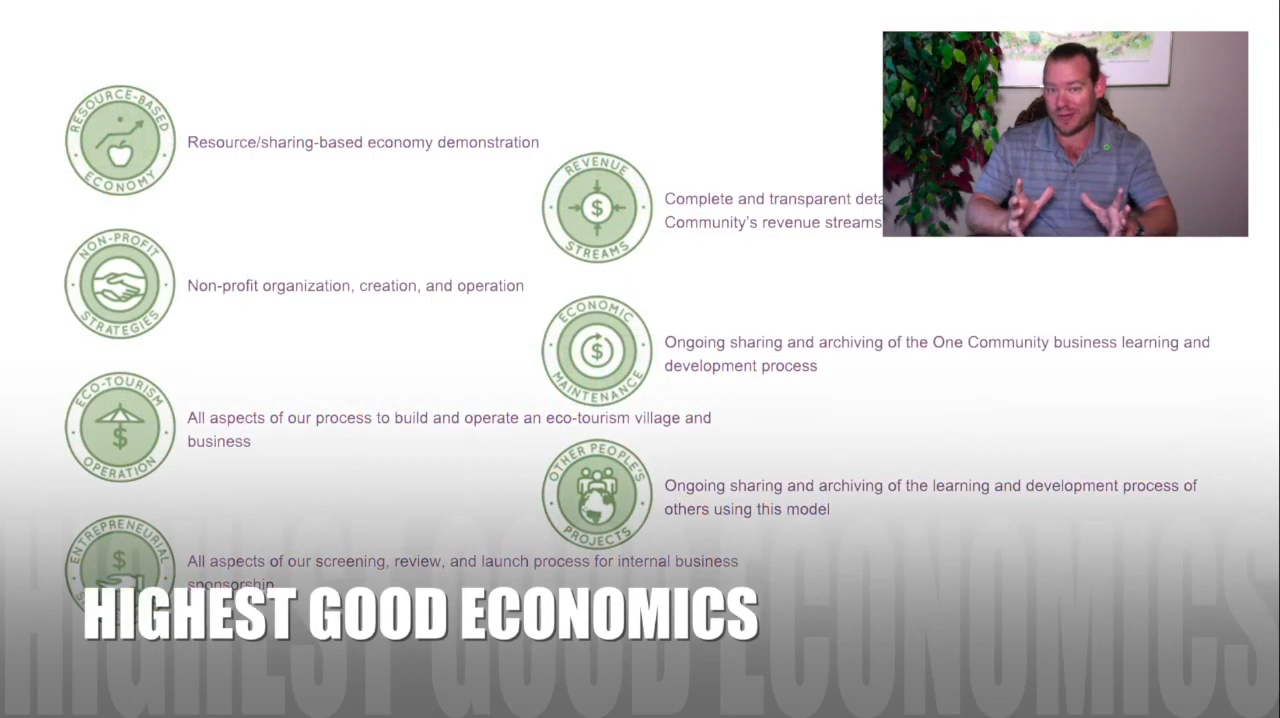 RESOURCE-BASED
ECONOMY
Resource/sharing-based economy demonstration
NON-PROFIT
STRATEGIES
Non-profit organization, creation, and operation
ECO-TOURISM
$
OPERATION
All aspects of our process to build and operate an eco-tourism village and
business
ENTREPRENEURIAL
$
All aspects of our screening, review, and launch process for internal business
sponsorship
REVENUE
$
STREAMS
Complete and transparent
Community's revenue streams
ECONOMIC
$
MAINTENANCE
Ongoing sharing and archiving of the One Community business learning and
development process
OTHER PEOPLE'S
PROJECTS
Ongoing sharing and archiving of the learning and development process of
others using this model
HIGHEST GOOD ECONOMICS
HIGHEST GOOD ECONOMICS